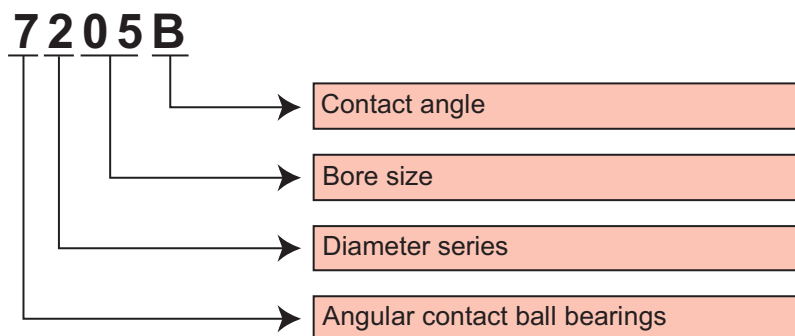 7205B
Contact angle
Bore size
Diameter series
Angular contact ball bearings